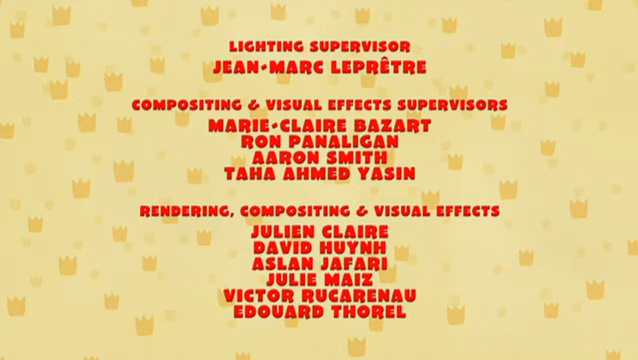 LIGHTING SUPERVISOR
JEAN-MARC LEPRÊTRE
COMPOSITING & VISUAL EFFECTS SUPERVISORS
MARIE-CLAIRE BAZART
RON PANALIGAN
AARON SMITH
TAHA AHMED YASIN
RENDERING, COMPOSITING & VISUAL EFFECTS
JULIEN CLAIRE
DAVID HUYNH
ASLAN JAFARI
JULIE MAIZ
VICTOR RUCARENAU
EDOUARD THOREL